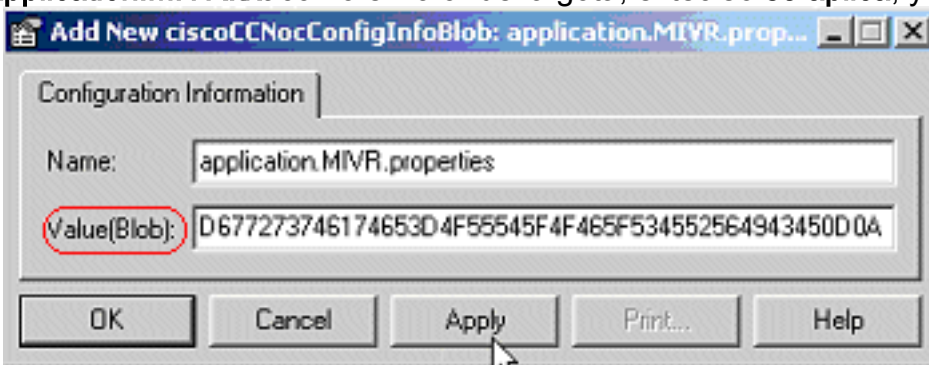 Add New ciscoCCNocConfigInfoBlob: application.MIVR.prop...
Configuration Information
Name: application.MIVR.properties
Value(Blob): D677273746174653D4F55545F4F465F534552564943450D0A
OK Cancel Apply Print... Help